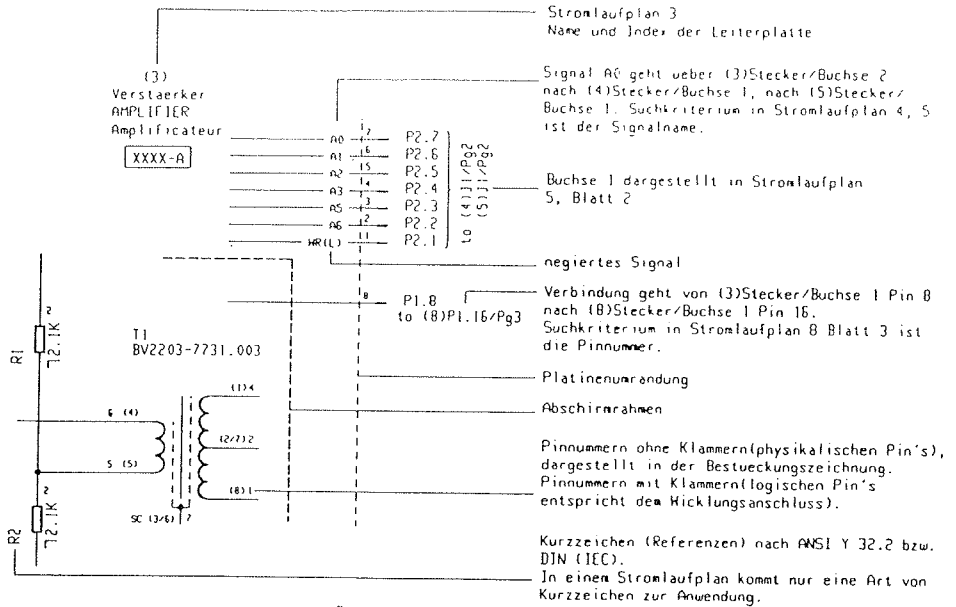 Stromlaufplan 3
Name und Index der Leiterplatte
(3)
Verstaerker
AMPLIFIER
Amplificateur
XXXX-A
Signal A0 geht ueber (3)Stecker/Buchse 2
nach (4)Stecker/Buchse 1, nach (5)Stecker/
Buchse 1. Suchkriterium in Stromlaufplan 4, 5
ist der Signalname.
A0 7 P2.7
A1 6 P2.6
A2 5 P2.5
A3 4 P2.4
A5 3 P2.3
A6 2 P2.2
WR(L) 1 P2.1
to (4)J1/Pg2
(5)J1/Pg2
Buchse 1 dargestellt in Stromlaufplan
5, Blatt 2
negiertes Signal
8 P1.8
to (8)P1.16/Pg3
Verbindung geht von (3)Stecker/Buchse 1 Pin 8
nach (8)Stecker/Buchse 1 Pin 16.
Suchkriterium in Stromlaufplan 8 Blatt 3 ist
die Pinnummer.
Platinenumrandung
Abschirmrahmen
2
R1
72.1K
T1
BV2203-7731.003
(1) 4
6 (4)
(2/7) 2
5 (5)
(8) 1
SC (3/6) 7
2
R2
72.1K
Pinnummern ohne Klammern(physikalischen Pin's),
dargestellt in der Bestueckungszeichnung.
Pinnummern mit Klammern(logischen Pin's
entspricht dem Wicklungsanschluss).
Kurzzeichen (Referenzen) nach ANSI Y 32.2 bzw.
DIN (IEC).
In einem Stromlaufplan kommt nur eine Art von
Kurzzeichen zur Anwendung.